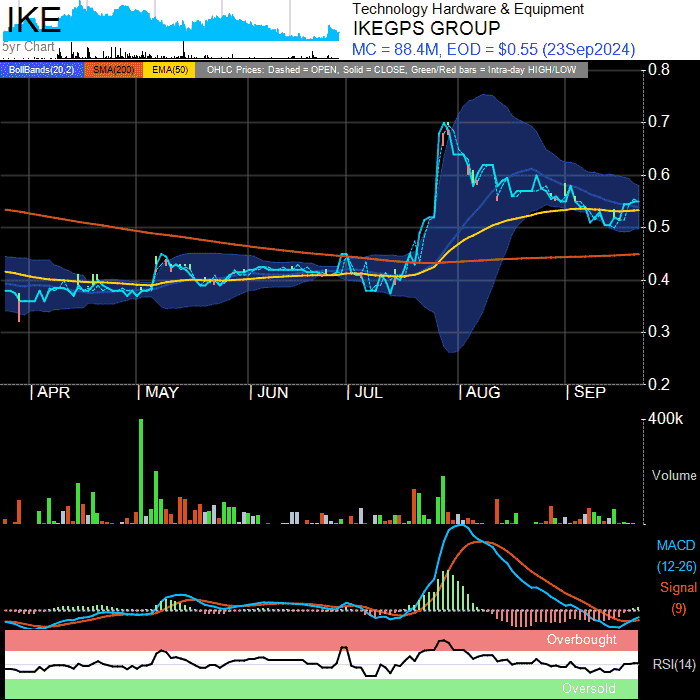 IKE
Technology Hardware & Equipment
IKEGPS GROUP
5yr Chart
MC = 88.4M, EOD = $0.55 (23Sep2024)
BollBands(20,2) SMA(200) EMA(50) OHLC Prices: Dashed = OPEN, Solid = CLOSE, Green/Red bars = Intra-day HIGH/LOW
0.8
0.7
0.6
0.5
0.4
0.3
0.2
APR MAY JUN JUL AUG SEP
400k
Volume
MACD
(12-26)
Signal
(9)
Overbought
RSI(14)
Oversold